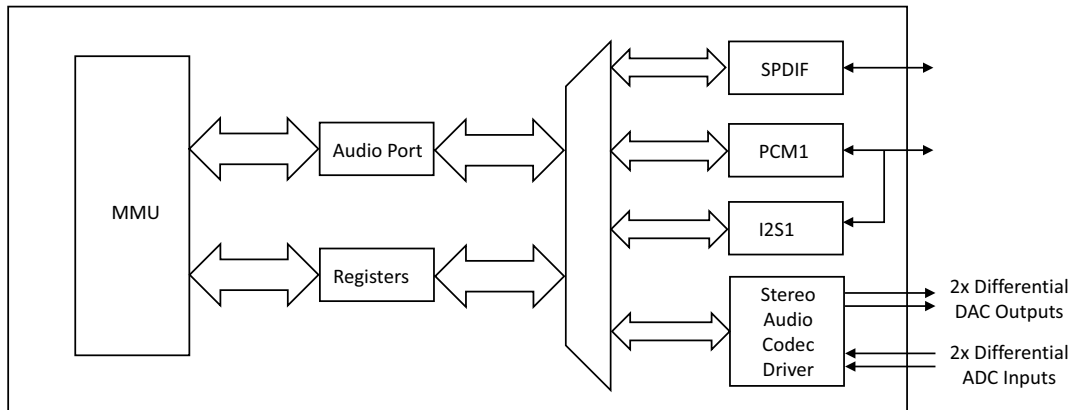 MMU
Audio Port
Registers
SPDIF
PCM1
I2S1
Stereo
Audio
Codec
Driver
2x Differential
DAC Outputs
2x Differential
ADC Inputs